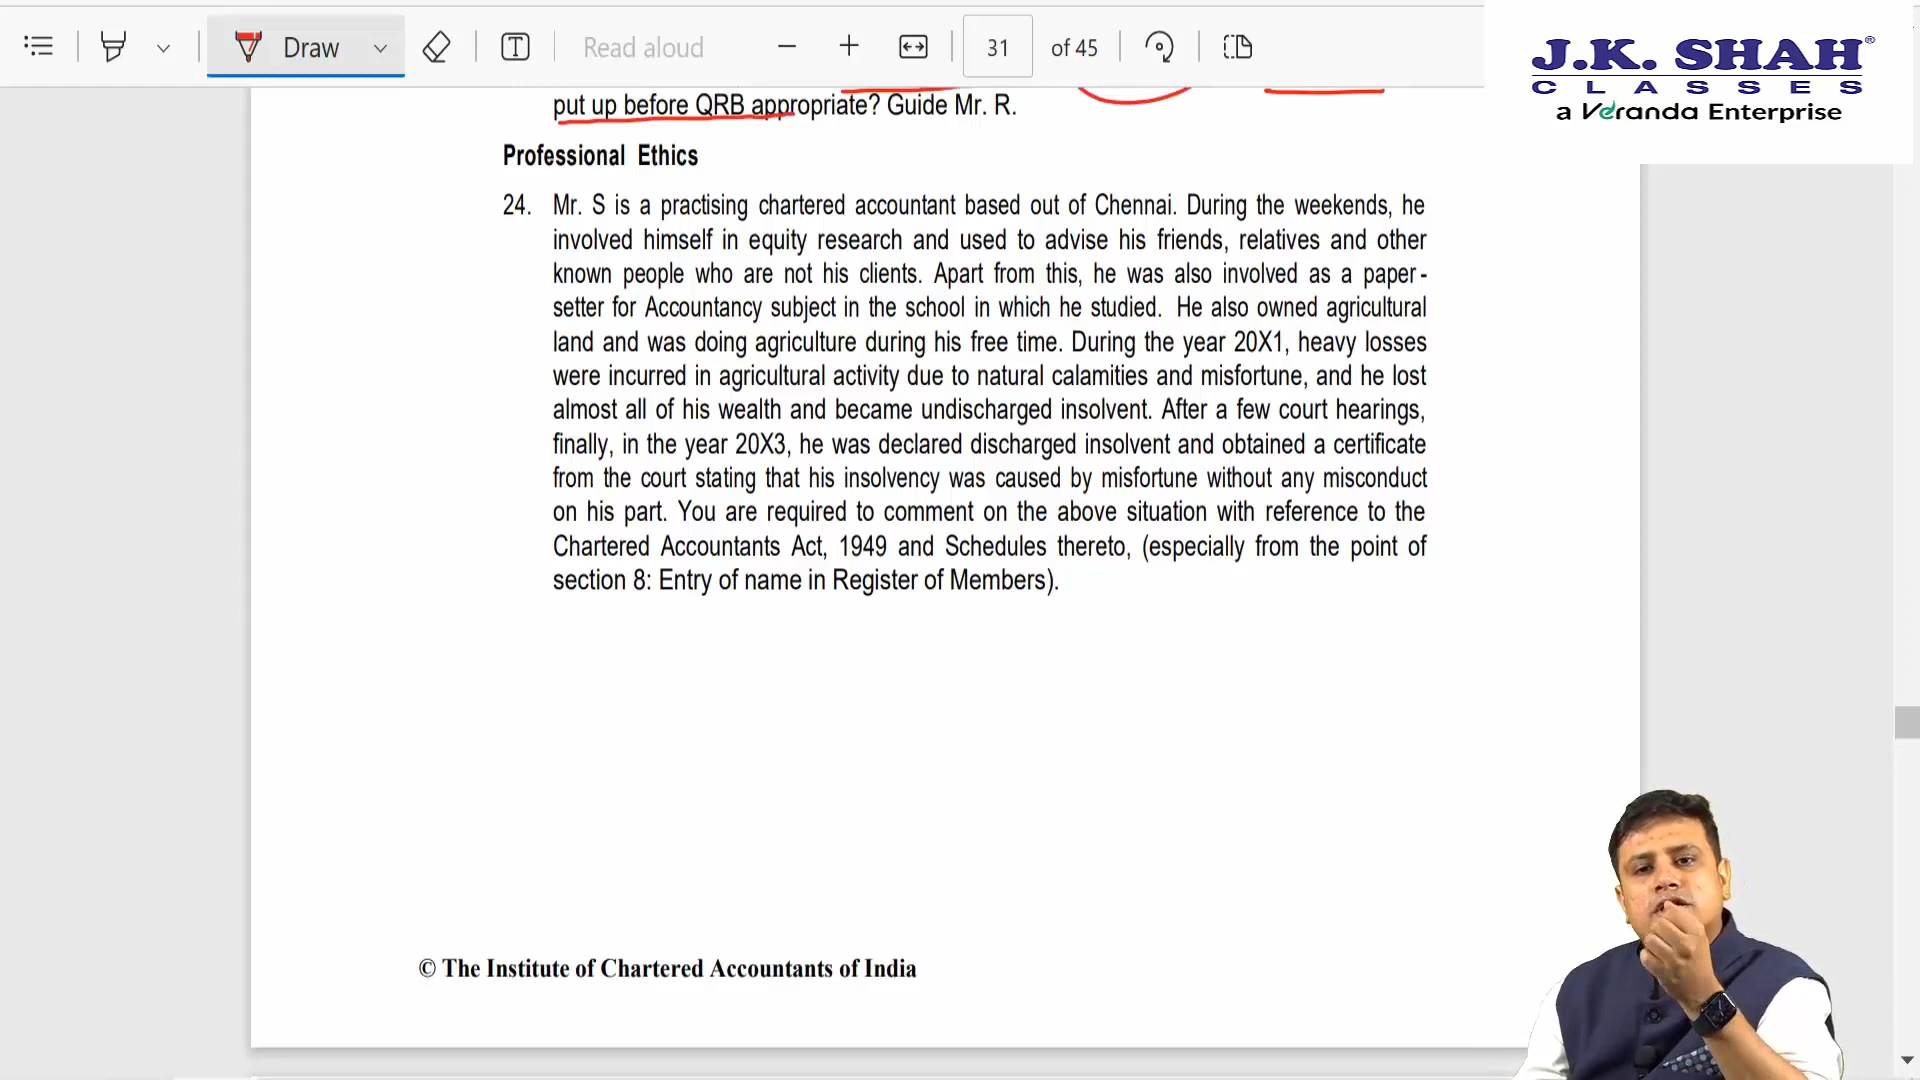 Draw
Read aloud
31
of 45
J.K. SHAH®
CLASSES
a Veranda Enterprise
put up before QRB appropriate? Guide Mr. R.
Professional Ethics
24. Mr. S is a practising chartered accountant based out of Chennai. During the weekends, he
involved himself in equity research and used to advise his friends, relatives and other
known people who are not his clients. Apart from this, he was also involved as a paper-
setter for Accountancy subject in the school in which he studied. He also owned agricultural
land and was doing agriculture during his free time. During the year 20X1, heavy losses
were incurred in agricultural activity due to natural calamities and misfortune, and he lost
almost all of his wealth and became undischarged insolvent. After a few court hearings,
finally, in the year 20X3, he was declared discharged insolvent and obtained a certificate
from the court stating that his insolvency was caused by misfortune without any misconduct
on his part. You are required to comment on the above situation with reference to the
Chartered Accountants Act, 1949 and Schedules thereto, (especially from the point of
section 8: Entry of name in Register of Members).
© The Institute of Chartered Accountants of India